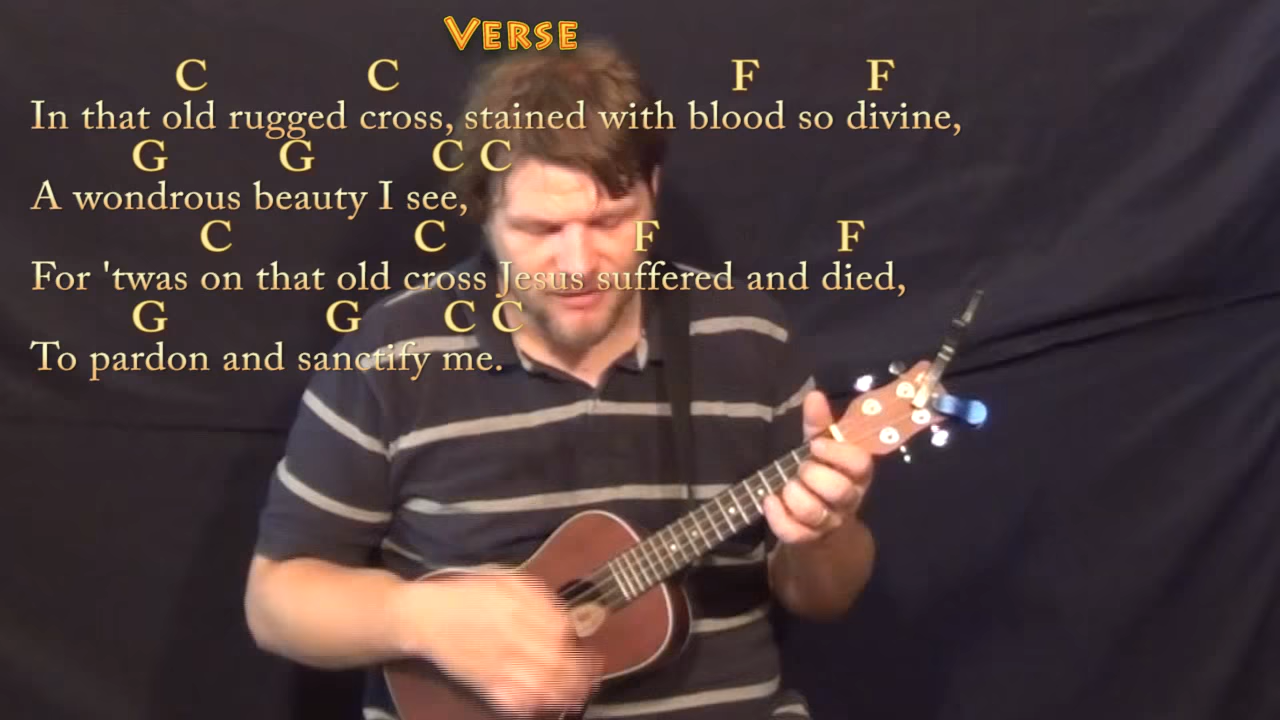 VERSE
C C F F
In that old rugged cross, stained with blood so divine,
G G C C
A wondrous beauty I see,
C C F F
For 'twas on that old cross Jesus suffered and died,
G G C C
To pardon and sanctify me.